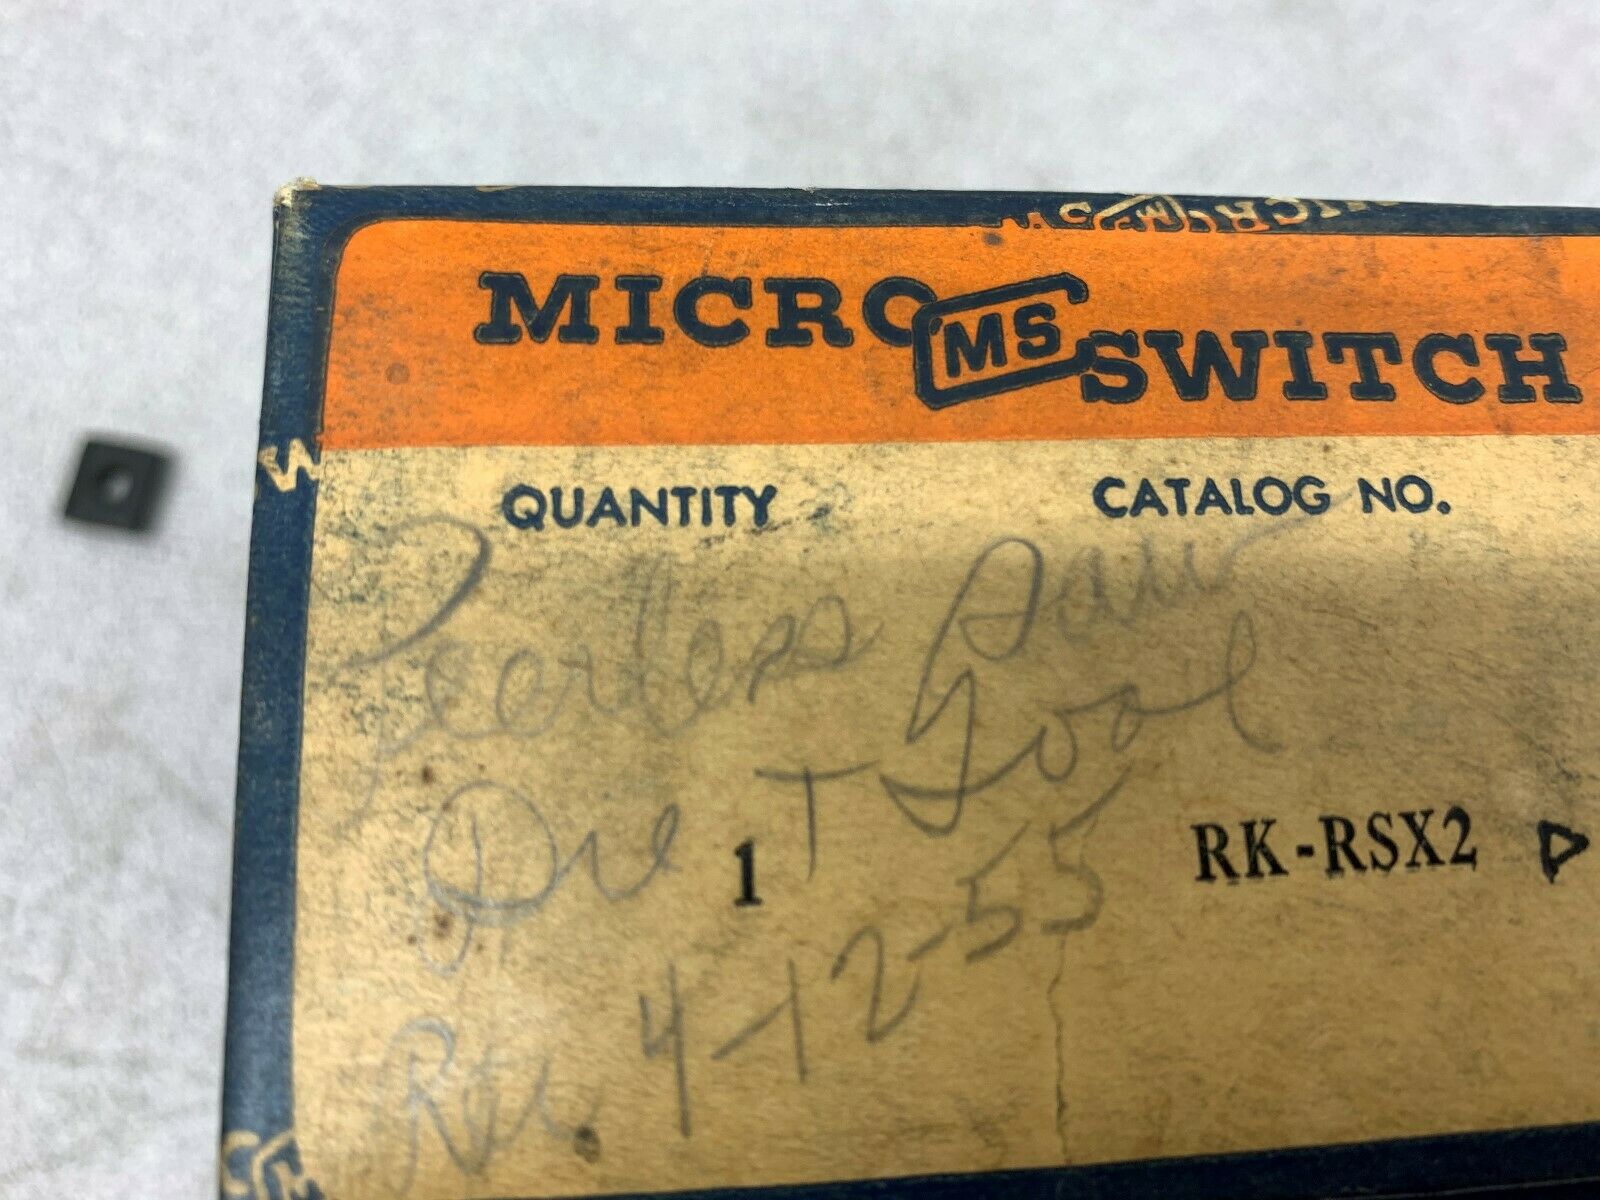 MICRO MS SWITCH
QUANTITY CATALOG NO.
Peerless Saw
Die + Tool
1 RK-RSX2
Rec. 4-12-55